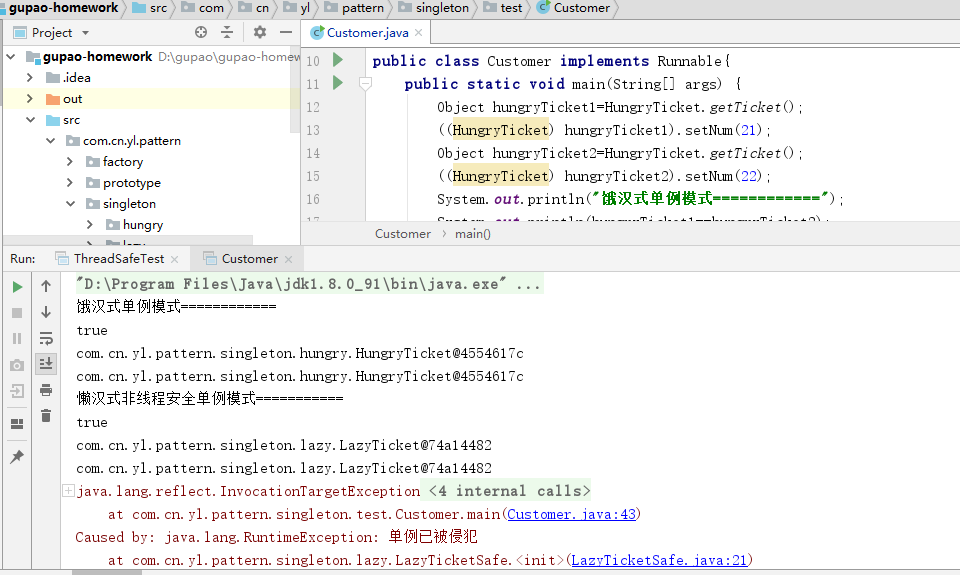 gupao-homework src com cn yl pattern singleton test Customer
Project
Customer.java
gupao-homework D:\gupao\gupao-homew
.idea
out
src
com.cn.yl.pattern
factory
prototype
singleton
hungry
10 public class Customer implements Runnable{
11 public static void main(String[] args) {
12 Object hungryTicket1=HungryTicket.getTicket();
13 ((HungryTicket) hungryTicket1).setNum(21);
14 Object hungryTicket2=HungryTicket.getTicket();
15 ((HungryTicket) hungryTicket2).setNum(22);
16 System.out.println("饿汉式单例模式============");
17 System.out.println(hungryTicket1==hungryTicket2);
Customer main()
Run: ThreadSafeTest Customer
"D:\Program Files\Java\jdk1.8.0_91\bin\java.exe" ...
饿汉式单例模式============
true
com.cn.yl.pattern.singleton.hungry.HungryTicket@4554617c
com.cn.yl.pattern.singleton.hungry.HungryTicket@4554617c
懒汉式非线程安全单例模式===========
true
com.cn.yl.pattern.singleton.lazy.LazyTicket@74a14482
com.cn.yl.pattern.singleton.lazy.LazyTicket@74a14482
java.lang.reflect.InvocationTargetException <4 internal calls>
at com.cn.yl.pattern.singleton.test.Customer.main(Customer.java:43)
Caused by: java.lang.RuntimeException: 单例已被侵犯
at com.cn.yl.pattern.singleton.lazy.LazyTicketSafe.<init>(LazyTicketSafe.java:21)